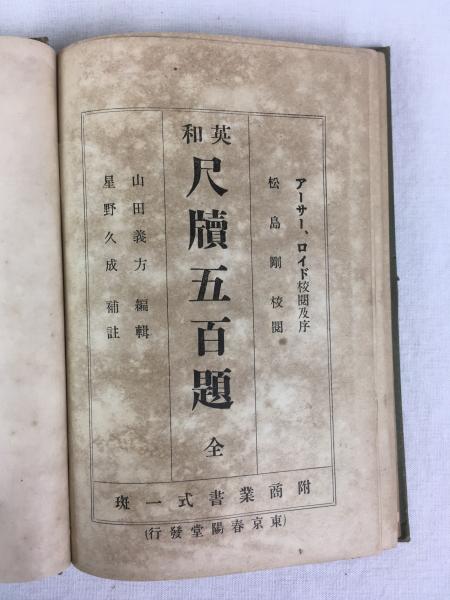 アーサー、ロイド校閲及序
松島剛 校閲
英和
尺牘五百題 全
山田義方 編輯
星野久成 補註
附商業書式一斑
(東京春陽堂發行)